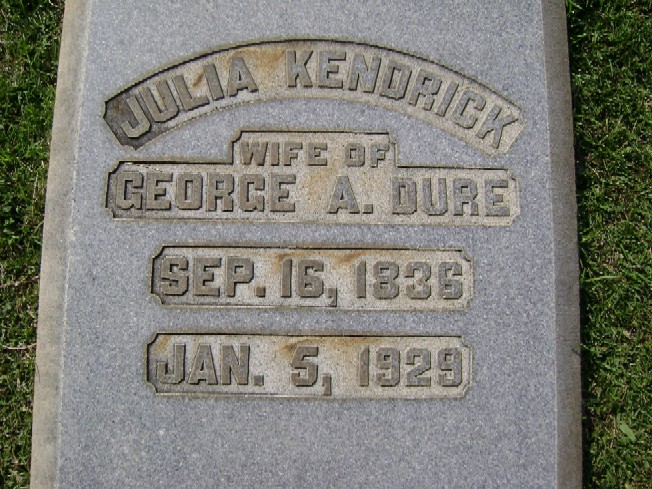 JULIA KENDRICK
WIFE OF
GEORGE A. DURE
SEP. 16, 1836
JAN. 5, 1929